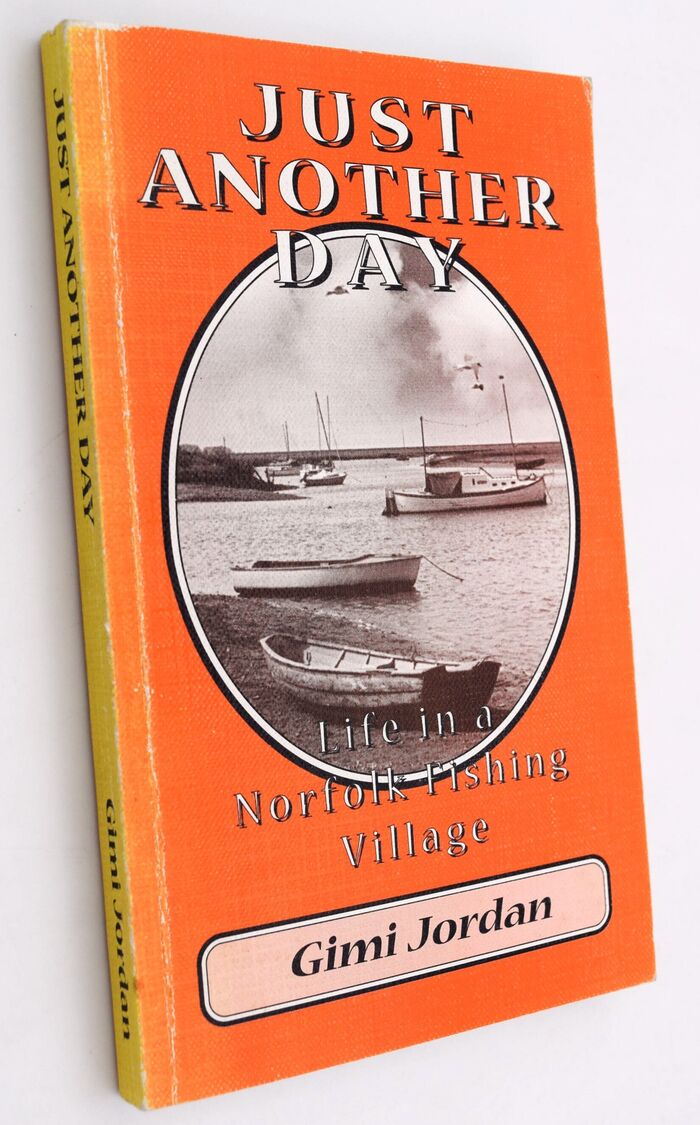 JUST
ANOTHER
DAY
Life in a
Norfolk Fishing
Village
Gimi Jordan
JUST ANOTHER DAY
Gimi Jordan